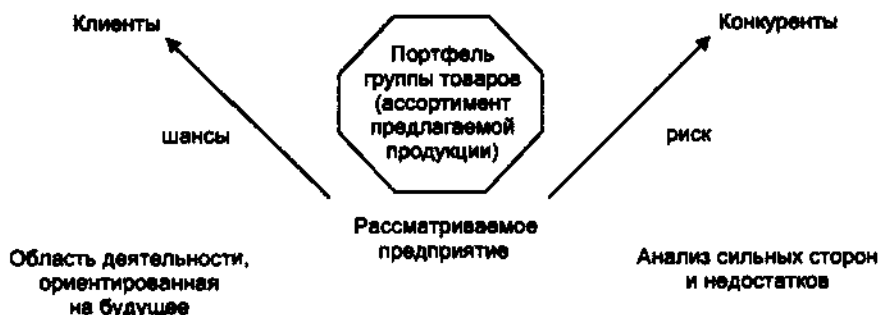 Клиенты
Конкуренты
Портфель
группы товаров
(ассортимент
предлагаемой
продукции)
шансы
риск
Рассматриваемое
предприятие
Область деятельности,
ориентированная
на будущее
Анализ сильных сторон
и недостатков